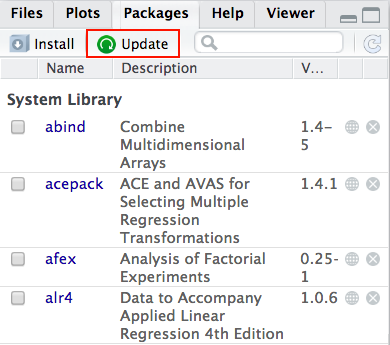 Files Plots Packages Help Viewer
Install Update
Name Description V...
System Library
abind Combine 1.4-
Multidimensional 5
Arrays
acepack ACE and AVAS for 1.4.1
Selecting Multiple
Regression
Transformations
afex Analysis of Factorial 0.25-
Experiments 1
alr4 Data to Accompany 1.0.6
Applied Linear
Regression 4th Edition